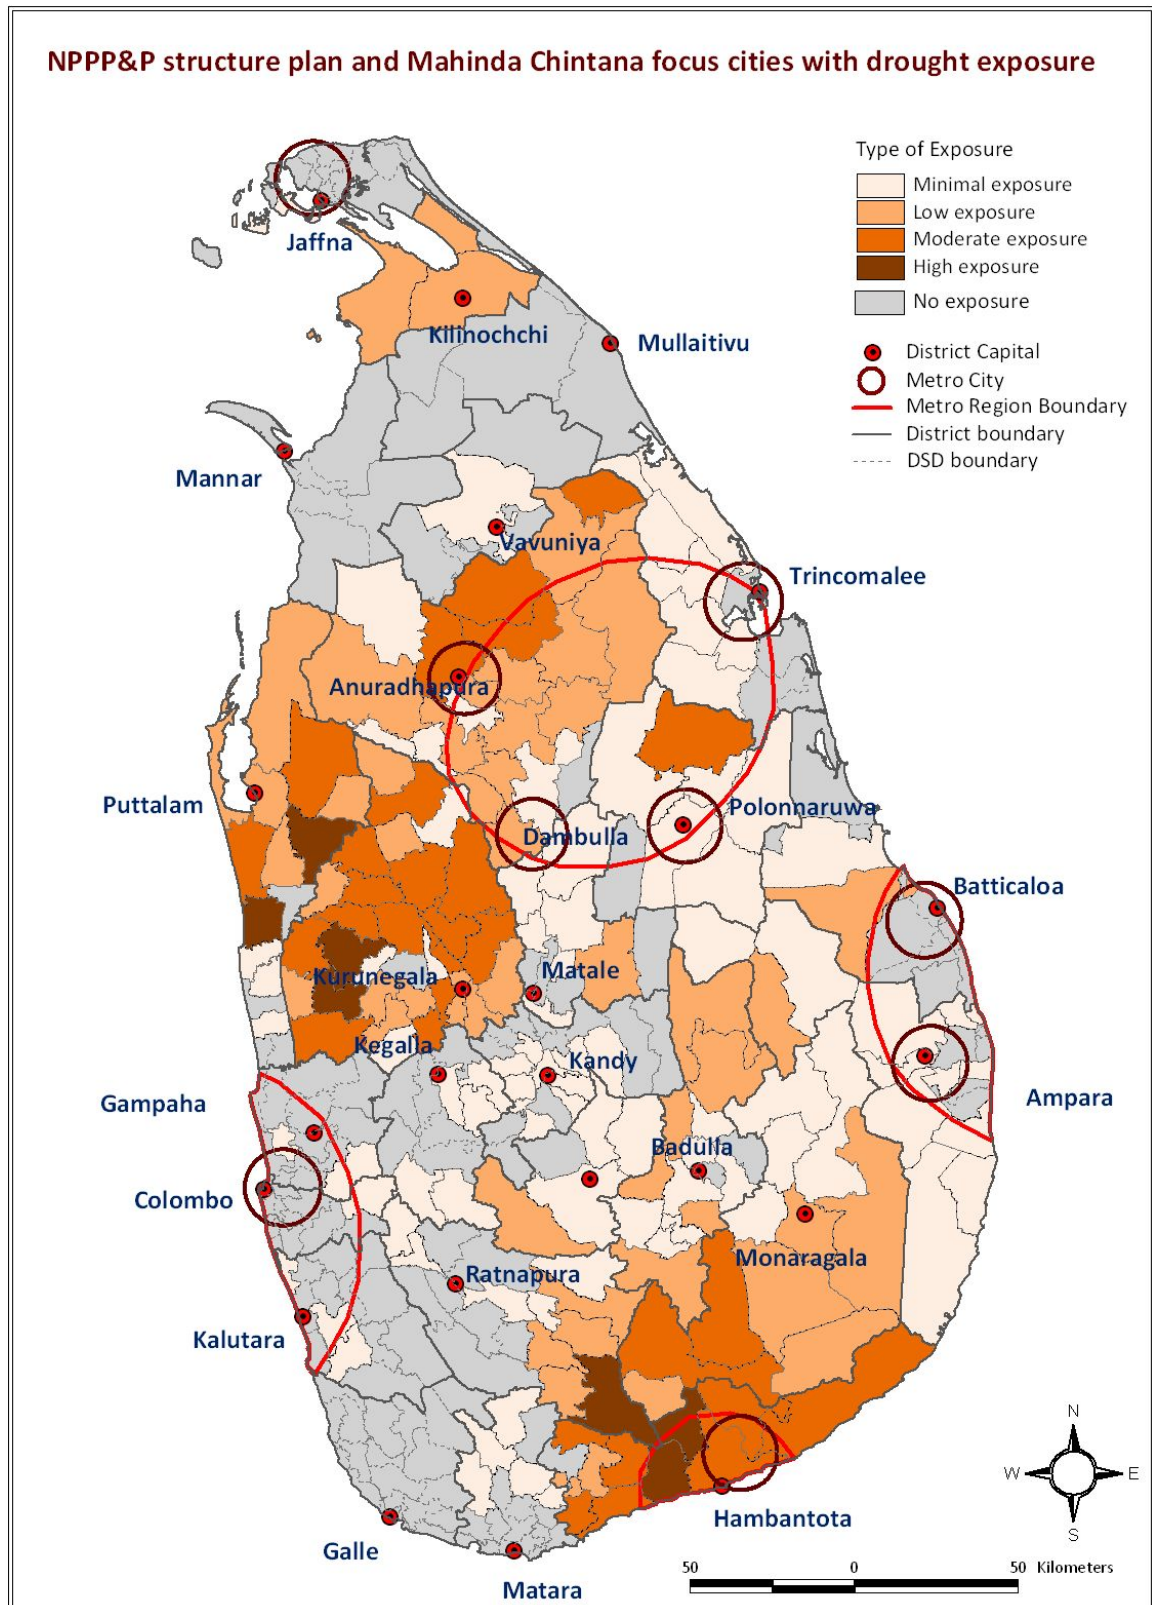 NPPP&P structure plan and Mahinda Chintana focus cities with drought exposure
Type of Exposure
Minimal exposure
Low exposure
Moderate exposure
High exposure
No exposure
District Capital
Metro City
Metro Region Boundary
District boundary
DSD boundary
Jaffna
Kilinochchi
Mullaitivu
Mannar
Vavuniya
Trincomalee
Anuradhapura
Puttalam
Polonnaruwa
Dambulla
Batticaloa
Kurunegala
Matale
Kegalla
Kandy
Gampaha
Ampara
Badulla
Colombo
Monaragala
Ratnapura
Kalutara
N
W
E
S
Hambantota
Galle
Matara
50 0 50 Kilometers